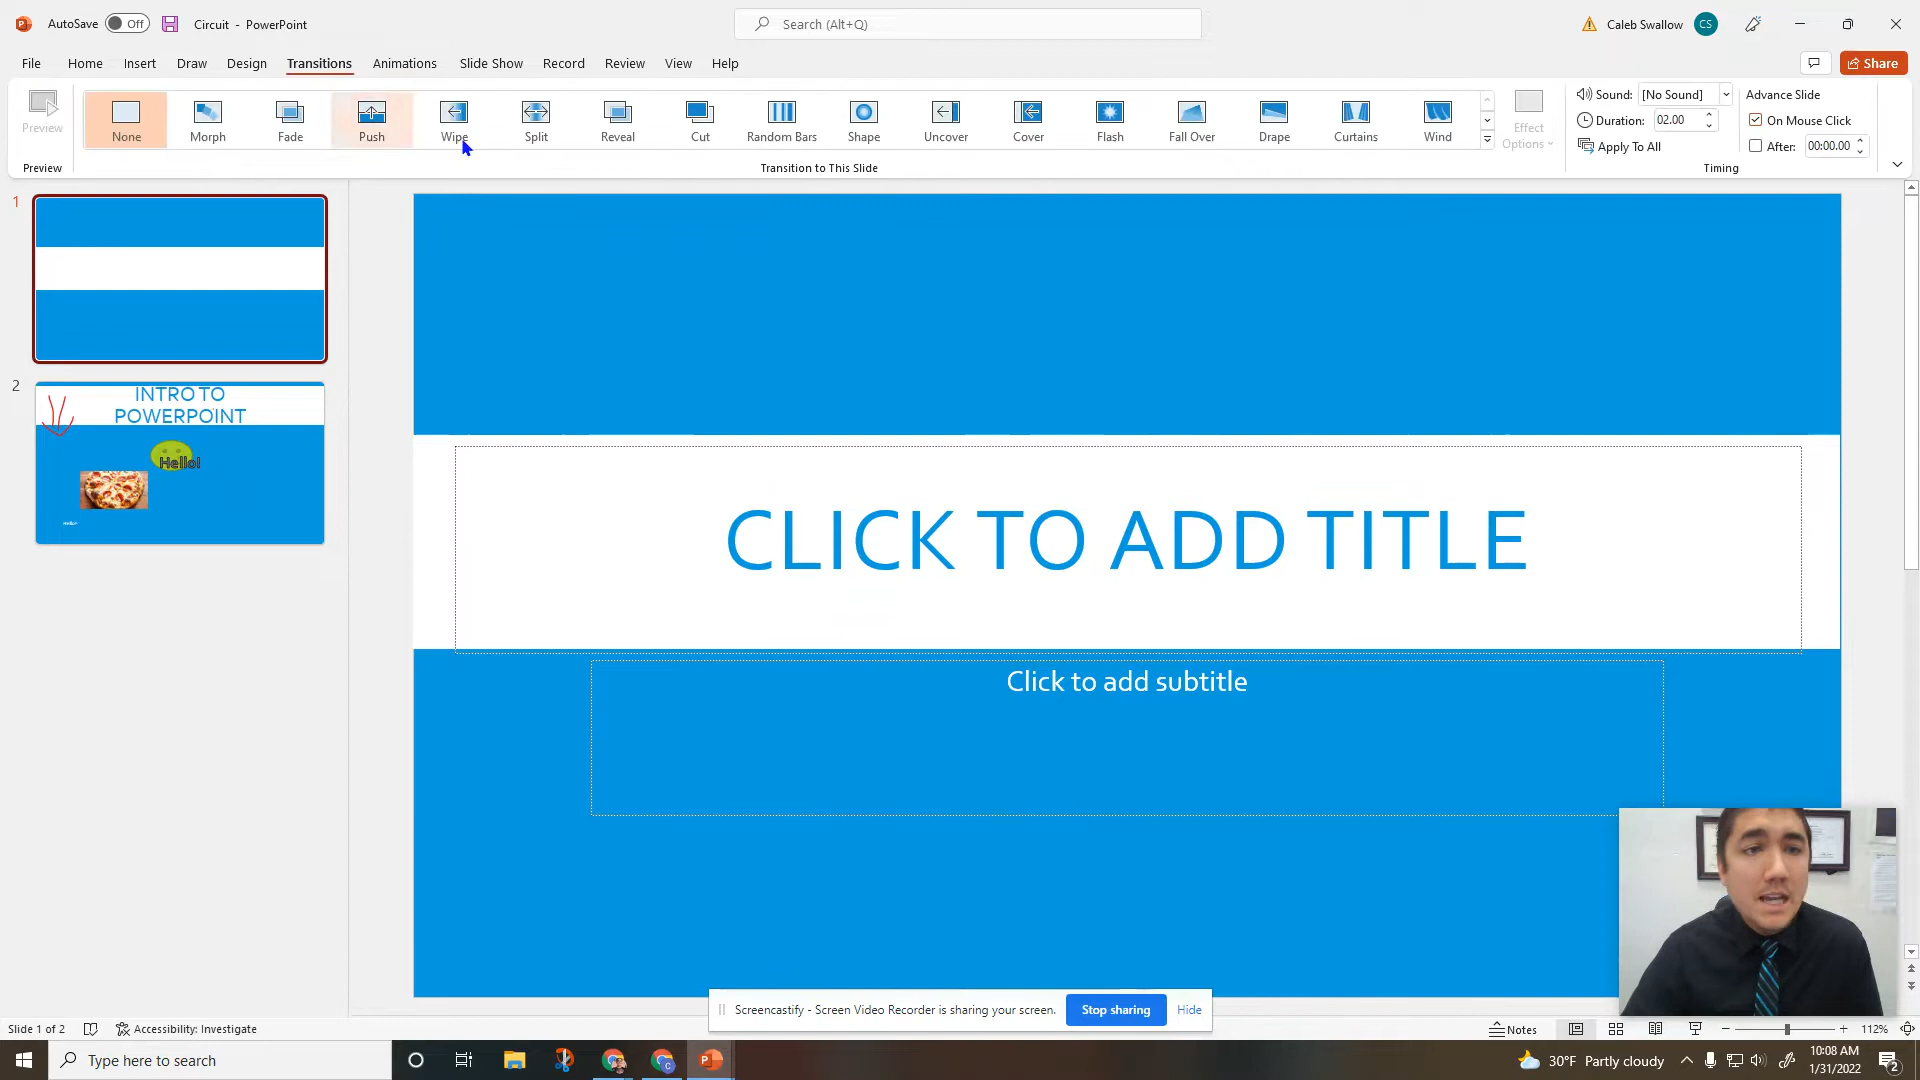 AutoSave Off Circuit - PowerPoint Search (Alt+Q) Caleb Swallow CS
File Home Insert Draw Design Transitions Animations Slide Show Record Review View Help Share
None Morph Fade Push Wipe Split Reveal Cut Random Bars Shape Uncover Cover Flash Fall Over Drape Curtains Wind
Preview
Effect Options
Sound: [No Sound]
Duration: 02.00
Apply To All
Advance Slide
On Mouse Click
After: 00:00.00
Preview Transition to This Slide Timing
1
2
INTRO TO
POWERPOINT
Hello!
Hello!
CLICK TO ADD TITLE
Click to add subtitle
Screencastify - Screen Video Recorder is sharing your screen. Stop sharing Hide
Slide 1 of 2 Accessibility: Investigate Notes 112%
Type here to search 30°F Partly cloudy 10:08 AM
1/31/2022 2